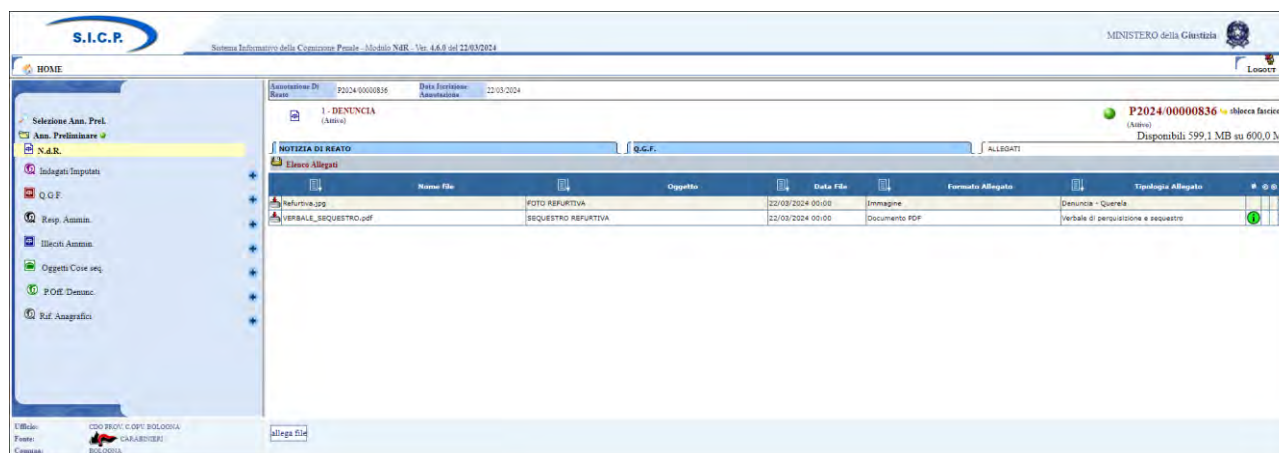 S.I.C.P.
Sistema Informativo della Cognizione Penale - Modulo NdR - Ver. 4.6.0 del 22/03/2024
MINISTERO della Giustizia
HOME
LOGOUT
Annotazione Di Reato P2024/00000836 Data Iscrizione Annotazione 22/03/2024
1 - DENUNCIA
(Attiva)
P2024/00000836 sblocca fascico
(Attivo)
Disponibili 599,1 MB su 600,0 M
Selezione Ann. Prel.
Ann. Preliminare
N.d.R.
Indagati Imputati
Q.G.F.
Resp. Ammin.
Illeciti Ammin.
Oggetti Cose seq.
P.Off. Denunc.
Rif. Anagrafici
NOTIZIA DI REATO Q.G.F. ALLEGATI
Elenco Allegati
Nome File Oggetto Data File Formato Allegato Tipologia Allegato
Refurtiva.jpg FOTO REFURTIVA 22/03/2024 00:00 Immagine Denuncia - Querela
VERBALE_SEQUESTRO.pdf SEQUESTRO REFURTIVA 22/03/2024 00:00 Documento PDF Verbale di perquisizione e sequestro
Ufficio: CDO PROV. C.OPV BOLOGNA
Fonte: CARABINIERI
Comune: BOLOGNA
allega file